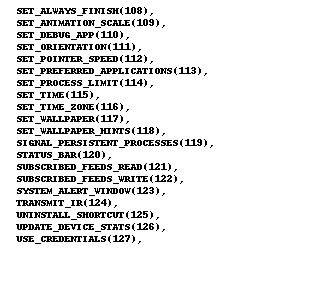 SET_ALWAYS_FINISH(108),
SET_ANIMATION_SCALE(109),
SET_DEBUG_APP(110),
SET_ORIENTATION(111),
SET_POINTER_SPEED(112),
SET_PREFERRED_APPLICATIONS(113),
SET_PROCESS_LIMIT(114),
SET_TIME(115),
SET_TIME_ZONE(116),
SET_WALLPAPER(117),
SET_WALLPAPER_HINTS(118),
SIGNAL_PERSISTENT_PROCESSES(119),
STATUS_BAR(120),
SUBSCRIBED_FEEDS_READ(121),
SUBSCRIBED_FEEDS_WRITE(122),
SYSTEM_ALERT_WINDOW(123),
TRANSMIT_IR(124),
UNINSTALL_SHORTCUT(125),
UPDATE_DEVICE_STATS(126),
USE_CREDENTIALS(127),